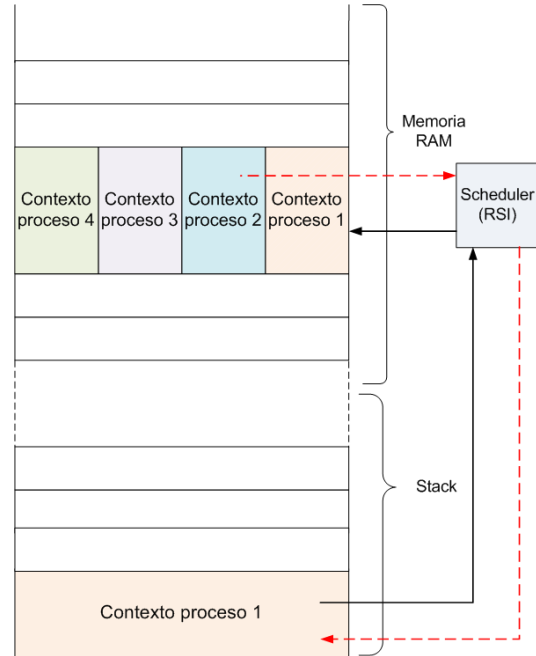 Memoria
RAM
Contexto
proceso 4
Contexto
proceso 3
Contexto
proceso 2
Contexto
proceso 1
Scheduler
(RSI)
Stack
Contexto proceso 1